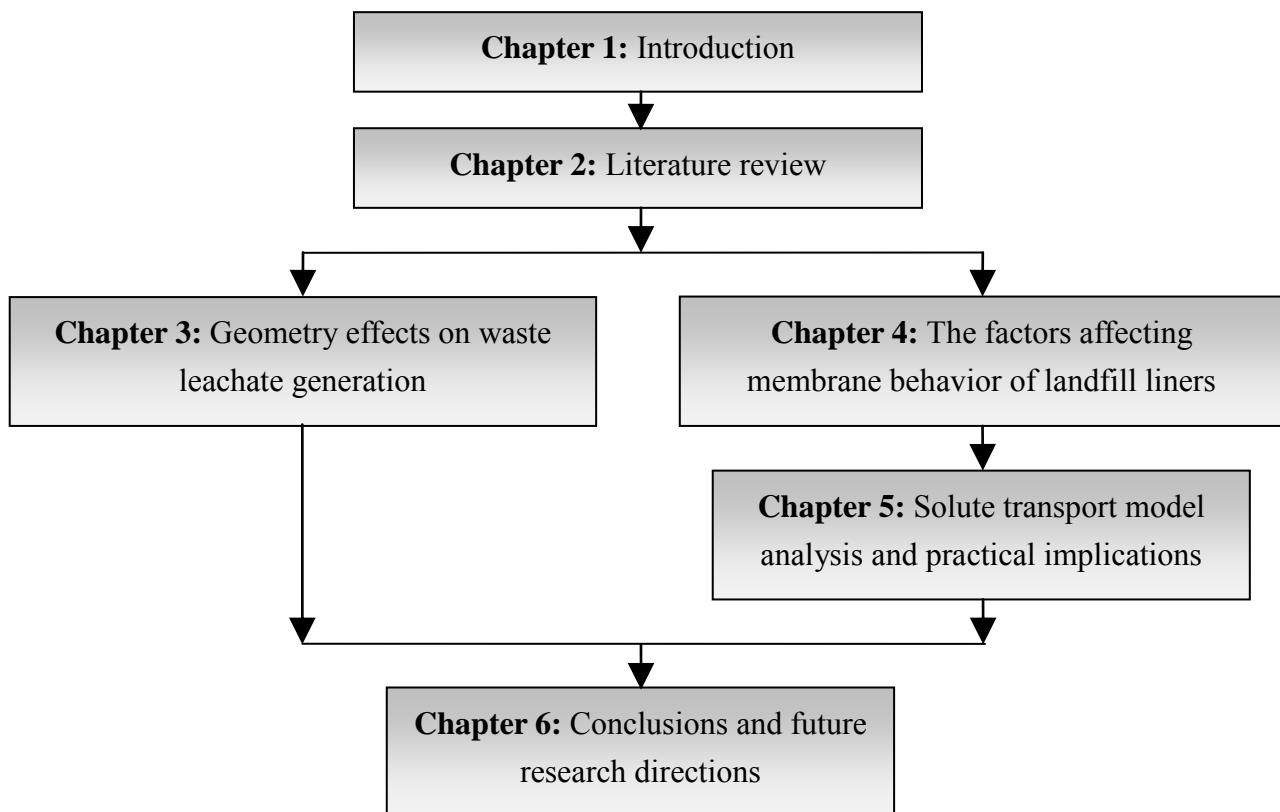 Chapter 1: Introduction
Chapter 2: Literature review
Chapter 3: Geometry effects on waste
leachate generation
Chapter 4: The factors affecting
membrane behavior of landfill liners
Chapter 5: Solute transport model
analysis and practical implications
Chapter 6: Conclusions and future
research directions